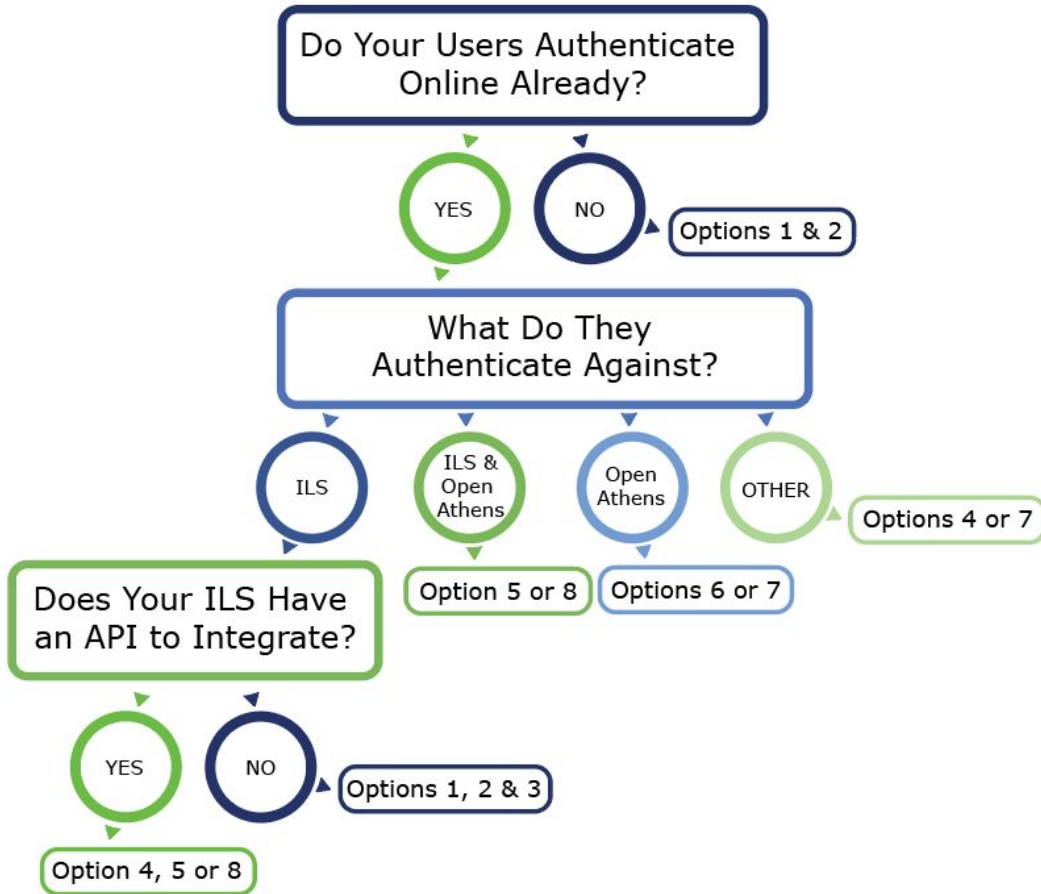 Do Your Users Authenticate
Online Already?
YES
NO
Options 1 & 2
What Do They
Authenticate Against?
ILS
ILS &
Open
Athens
Open
Athens
OTHER
Options 4 or 7
Option 5 or 8
Options 6 or 7
Does Your ILS Have
an API to Integrate?
YES
NO
Options 1, 2 & 3
Option 4, 5 or 8